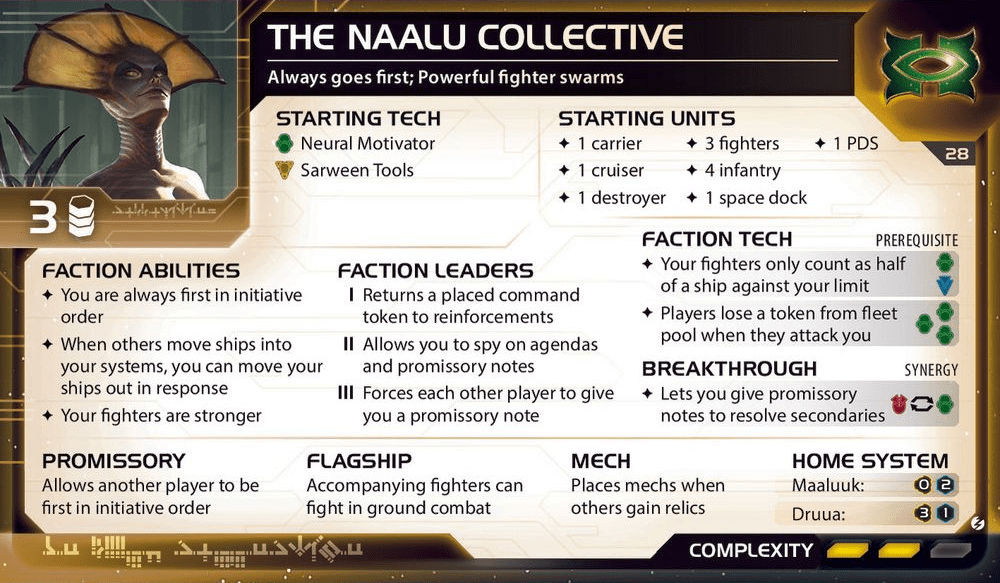 THE NAALU COLLECTIVE
Always goes first; Powerful fighter swarms
28
3
STARTING TECH
Neural Motivator
Sarween Tools
STARTING UNITS
1 carrier
1 cruiser
1 destroyer
3 fighters
4 infantry
1 space dock
1 PDS
FACTION ABILITIES
You are always first in initiative
order
When others move ships into
your systems, you can move your
ships out in response
Your fighters are stronger
FACTION LEADERS
I Returns a placed command
token to reinforcements
II Allows you to spy on agendas
and promissory notes
III Forces each other player to give
you a promissory note
FACTION TECH
PREREQUISITE
Your fighters only count as half
of a ship against your limit
Players lose a token from fleet
pool when they attack you
BREAKTHROUGH
SYNERGY
Lets you give promissory
notes to resolve secondaries
PROMISSORY
Allows another player to be
first in initiative order
FLAGSHIP
Accompanying fighters can
fight in ground combat
MECH
Places mechs when
others gain relics
HOME SYSTEM
Maaluuk: 0 2
Druua: 3 1
COMPLEXITY